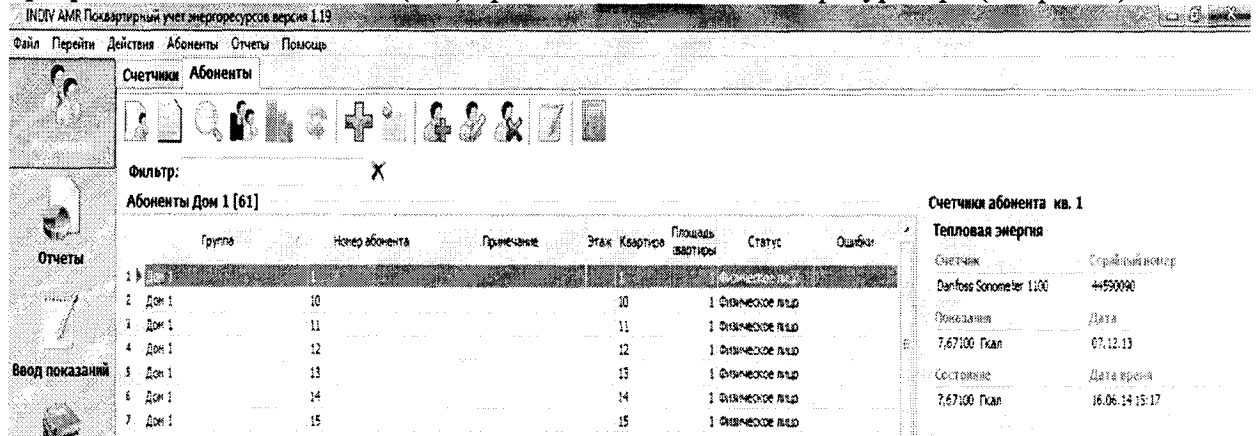 INDIV AMR Поквартирный учет энергоресурсов версия 1.19
Файл Перейти Действия Абоненты Отчеты Помощь
Счетчики Абоненты
Фильтр:
Абоненты Дом 1 [61]
Группа Номер абонента Примечание Этаж Квартира Площадь квартиры Статус Ошибки
1 Дом 1 1 1 1 Физическое лицо
2 Дом 1 10 10 1 Физическое лицо
3 Дом 1 11 11 1 Физическое лицо
4 Дом 1 12 12 1 Физическое лицо
5 Дом 1 13 13 1 Физическое лицо
6 Дом 1 14 14 1 Физическое лицо
7 Дом 1 15 15 1 Физическое лицо
Отчеты
Ввод показаний
Счетчики абонента кв. 1
Тепловая энергия
Счетчик Серийный номер
Danfoss Sonometer 1100 44590090
Показания Дата
7,67100 Гкал 07.12.13
Состояние Дата время
7,67100 Гкал 16.06.14 15:17